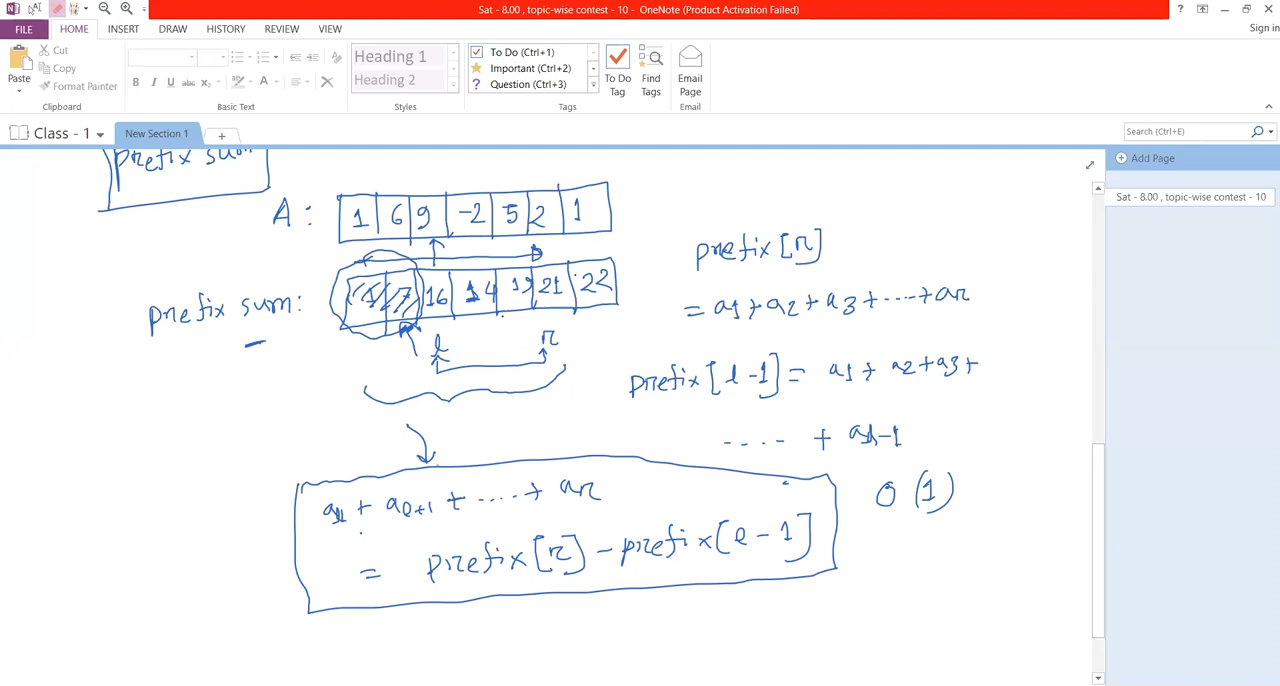 Sat - 8.00 , topic-wise contest - 10 - OneNote (Product Activation Failed)
FILE HOME INSERT DRAW HISTORY REVIEW VIEW
Sign in
Paste
Cut
Copy
Format Painter
Clipboard
B I U abc x₂ A
Basic Text
Heading 1
Heading 2
Styles
To Do (Ctrl+1)
Important (Ctrl+2)
Question (Ctrl+3)
Tags
To Do Tag
Find Tags
Email Page
Email
Class - 1
New Section 1
Search (Ctrl+E)
Add Page
Sat - 8.00 , topic-wise contest - 10
prefix sum
A: 1 6 9 -2 5 2 1
prefix sum: 1 7 16 14 19 21 22
l r
prefix[r]
= a1 + a2 + a3 + ..... + ar
prefix[l-1] = a1 + a2 + a3 +
.... + al-1
al + al+1 + ..... + ar
= prefix[r] - prefix[l-1]
O(1)